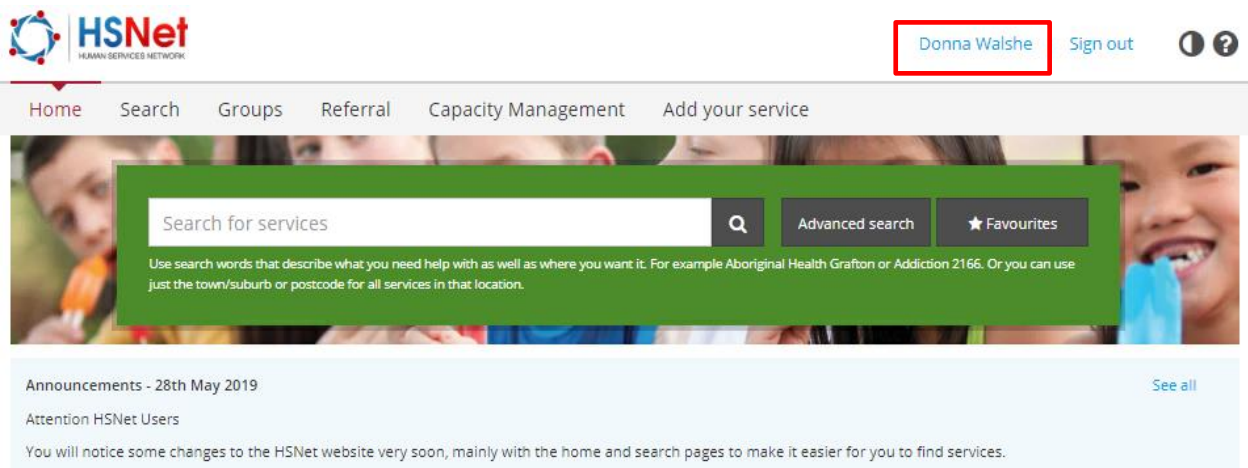 HSNet
HUMAN SERVICES NETWORK
Donna Walshe
Sign out
?
Home
Search
Groups
Referral
Capacity Management
Add your service
Search for services
Advanced search
Favourites
Use search words that describe what you need help with as well as where you want it. For example Aboriginal Health Grafton or Addiction 2166. Or you can use
just the town/suburb or postcode for all services in that location.
Announcements - 28th May 2019
See all
Attention HSNet Users
You will notice some changes to the HSNet website very soon, mainly with the home and search pages to make it easier for you to find services.